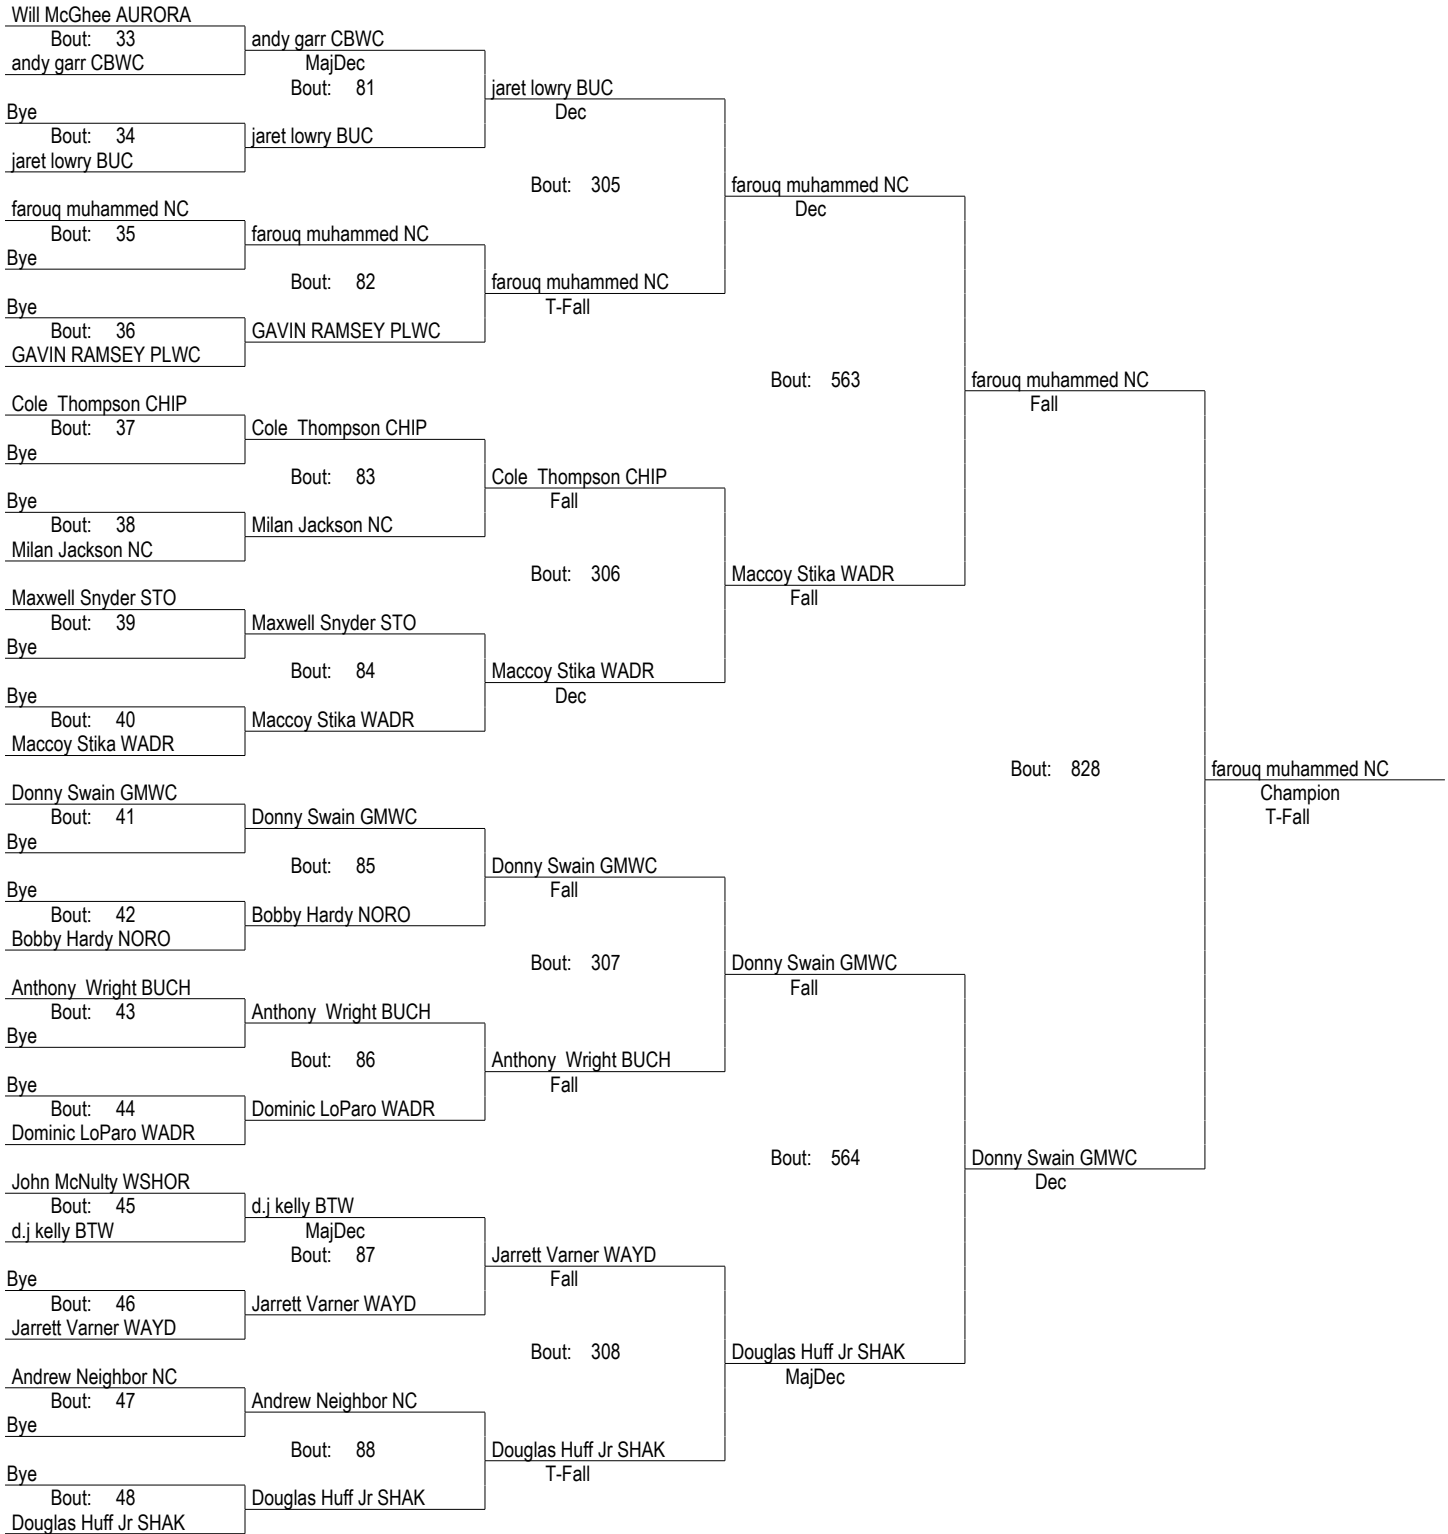 Will McGhee AURORA
Bout: 33 andy garr CBWC
andy garr CBWC MajDec
Bout: 81 jaret lowry BUC
Bye Dec
Bout: 34 jaret lowry BUC
jaret lowry BUC
Bout: 305 farouq muhammed NC
farouq muhammed NC Dec
Bout: 35 farouq muhammed NC
Bye
Bout: 82 farouq muhammed NC
Bye T-Fall
Bout: 36 GAVIN RAMSEY PLWC
GAVIN RAMSEY PLWC
Bout: 563 farouq muhammed NC
Cole  Thompson CHIP Fall
Bout: 37 Cole  Thompson CHIP
Bye
Bout: 83 Cole  Thompson CHIP
Bye Fall
Bout: 38 Milan Jackson NC
Milan Jackson NC
Bout: 306 Maccoy Stika WADR
Maxwell Snyder STO Fall
Bout: 39 Maxwell Snyder STO
Bye
Bout: 84 Maccoy Stika WADR
Bye Dec
Bout: 40 Maccoy Stika WADR
Maccoy Stika WADR
Bout: 828 farouq muhammed NC
Donny Swain GMWC Champion
Bout: 41 Donny Swain GMWC T-Fall
Bye
Bout: 85 Donny Swain GMWC
Bye Fall
Bout: 42 Bobby Hardy NORO
Bobby Hardy NORO
Bout: 307 Donny Swain GMWC
Anthony  Wright BUCH Fall
Bout: 43 Anthony  Wright BUCH
Bye
Bout: 86 Anthony  Wright BUCH
Bye Fall
Bout: 44 Dominic LoParo WADR
Dominic LoParo WADR
Bout: 564 Donny Swain GMWC
John McNulty WSHOR Dec
Bout: 45 d.j kelly BTW
d.j kelly BTW MajDec
Bout: 87 Jarrett Varner WAYD
Bye Fall
Bout: 46 Jarrett Varner WAYD
Jarrett Varner WAYD
Bout: 308 Douglas Huff Jr SHAK
Andrew Neighbor NC MajDec
Bout: 47 Andrew Neighbor NC
Bye
Bout: 88 Douglas Huff Jr SHAK
Bye T-Fall
Bout: 48 Douglas Huff Jr SHAK
Douglas Huff Jr SHAK